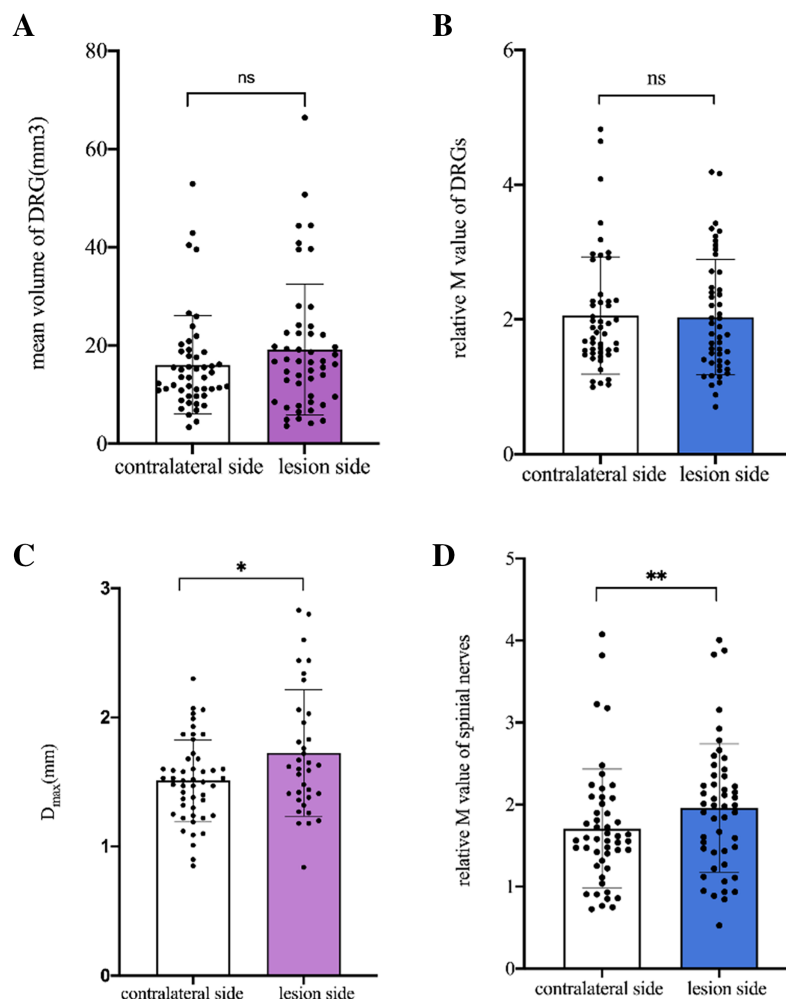 A
mean volume of DRG(mm3)
80
60
40
20
0
ns
contralateral side
lesion side
B
relative M value of DRGs
6
4
2
0
ns
contralateral side
lesion side
C
Dmax(mm)
3
2
1
0
*
contralateral side
lesion side
D
relative M value of spinial nerves
5
4
3
2
1
0
**
contralateral side
lesion side